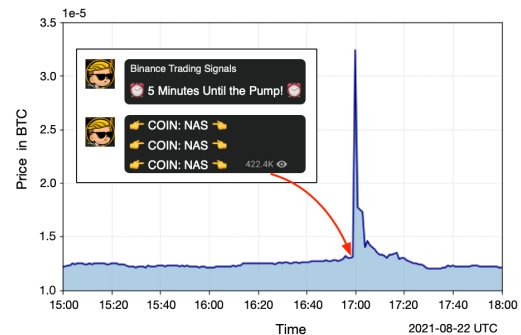 1e-5
3.5
3.0
2.5
2.0
1.5
1.0
Price in BTC
Binance Trading Signals
⏰ 5 Minutes Until the Pump! ⏰
👉 COIN: NAS 👈
👉 COIN: NAS 👈
👉 COIN: NAS 👈 422.4K
15:00 15:20 15:40 16:00 16:20 16:40 17:00 17:20 17:40 18:00
Time
2021-08-22 UTC